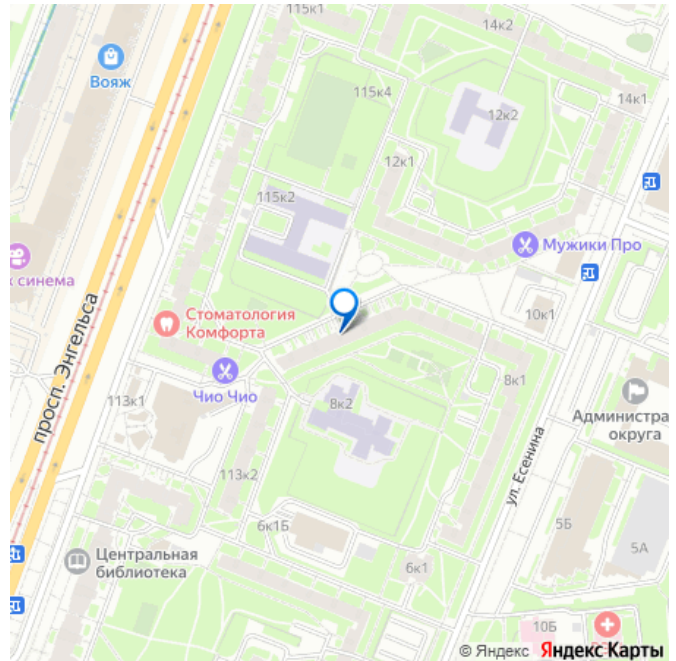 115к1
14к2
Вояж
115к4
14к1
12к2
12к1
115к2
Мужики Про
к синема
Стоматология
Комфорта
10к1
просп. Энгельса
Чио Чио
8к1
113к1
8к2
Администра
округа
ул. Есенина
113к2
6к1Б
5Б
5А
Центральная
библиотека
6к1
10Б
© Яндекс Яндекс Карты